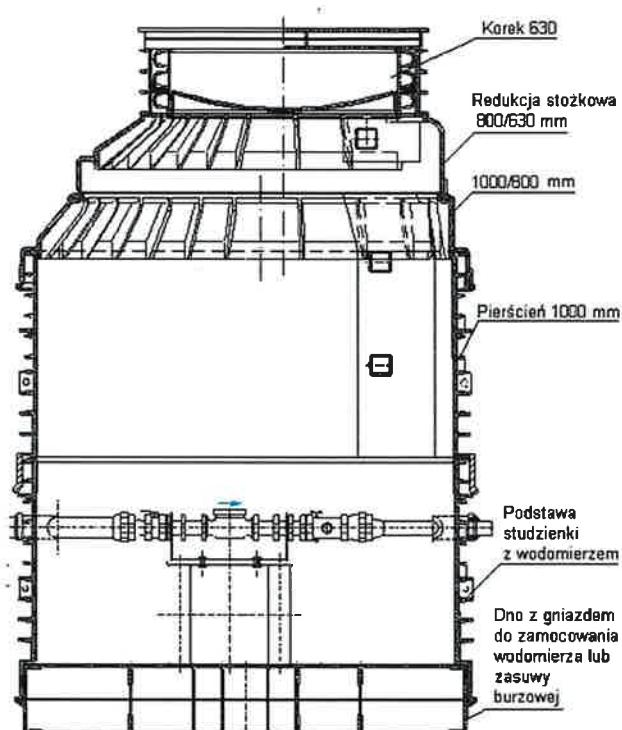 Korek 630
Redukcja stożkowa
800/630 mm
1000/800 mm
Pierścień 1000 mm
Podstawa
studzienki
z wodomierzem
Dno z gniazdem
do zamocowania
wodomierza lub
zasuwy
burzowej